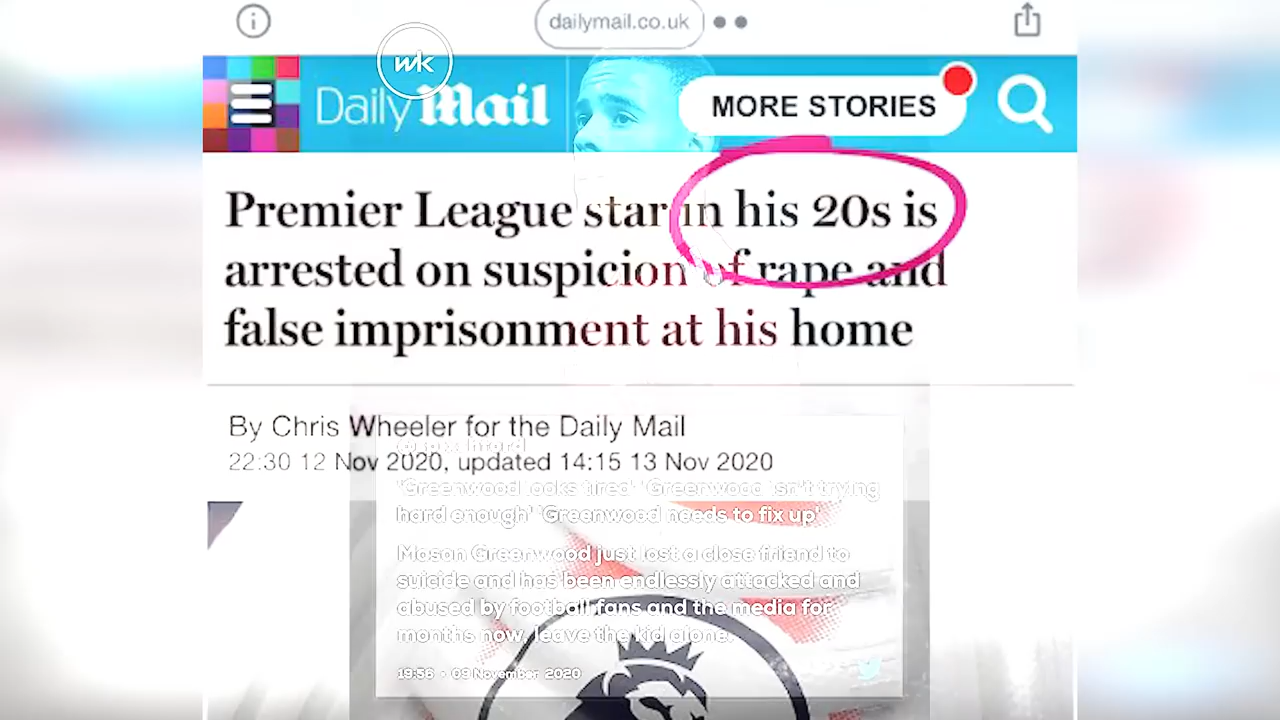 dailymail.co.uk
wk
Daily Mail
MORE STORIES
Premier League star in his 20s is
arrested on suspicion of rape and
false imprisonment at his home
By Chris Wheeler for the Daily Mail
22:30 12 Nov 2020, updated 14:15 13 Nov 2020
'Greenwood looks tired' 'Greenwood isn't trying
hard enough' 'Greenwood needs to fix up'
Mason Greenwood just lost a close friend to
suicide and has been endlessly attacked and
abused by football fans and the media for
months now, leave the kid alone.
19:56 • 09 November 2020